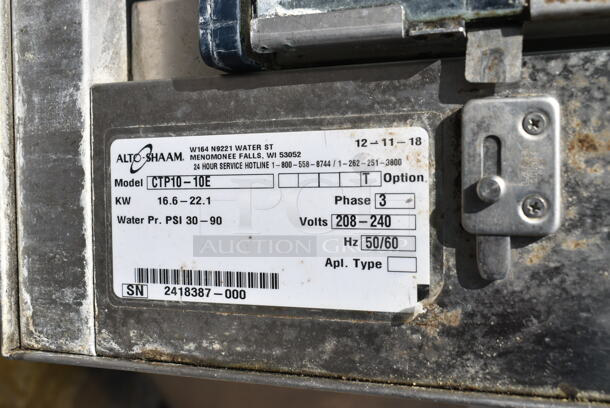 ALTO-SHAAM
W164 N9221 WATER ST 12-11-18
MENOMONEE FALLS, WI 53052
24 HOUR SERVICE HOTLINE 1-800-558-8744 / 1-262-251-3800
Model CTP10-10E T Option
KW 16.6-22.1 Phase 3
Water Pr. PSI 30-90 Volts 208-240
Hz 50/60
Apl. Type
SN 2418387-000
AUCTION GROUP